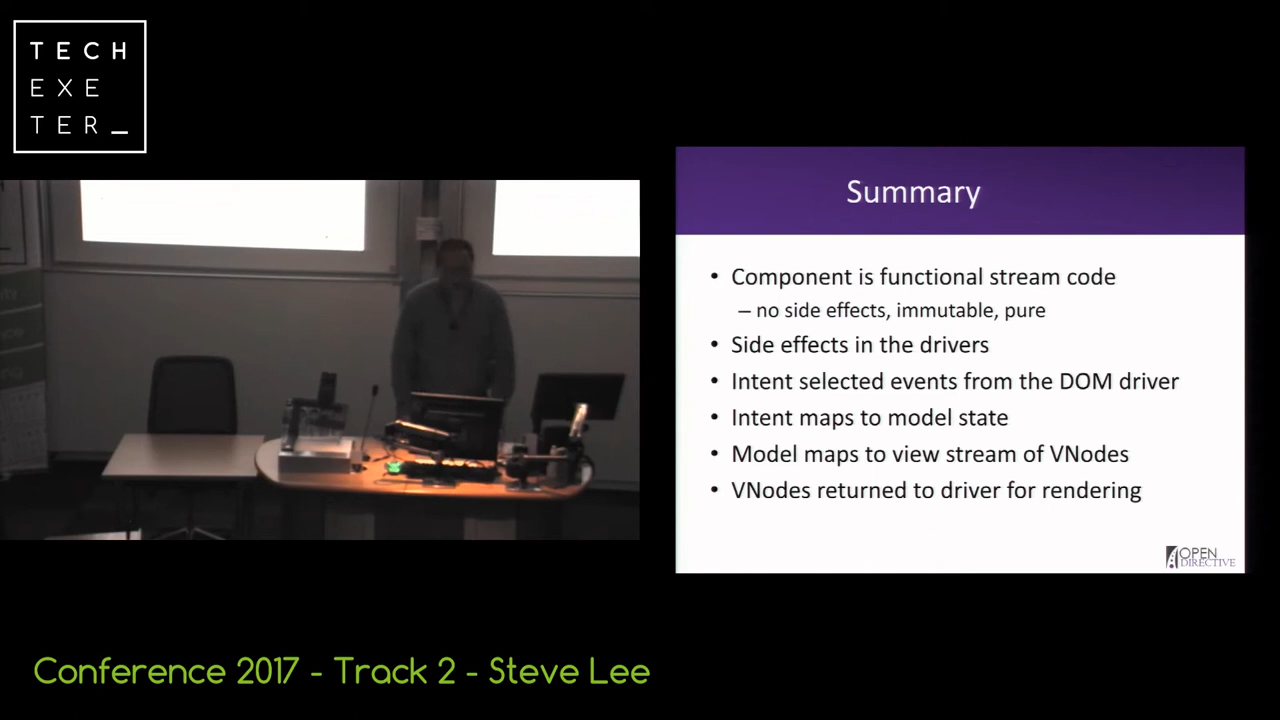 TECH
EXE
TER_
Summary
• Component is functional stream code
– no side effects, immutable, pure
• Side effects in the drivers
• Intent selected events from the DOM driver
• Intent maps to model state
• Model maps to view stream of VNodes
• VNodes returned to driver for rendering
OPEN
DIRECTIVE
Conference 2017 - Track 2 - Steve Lee